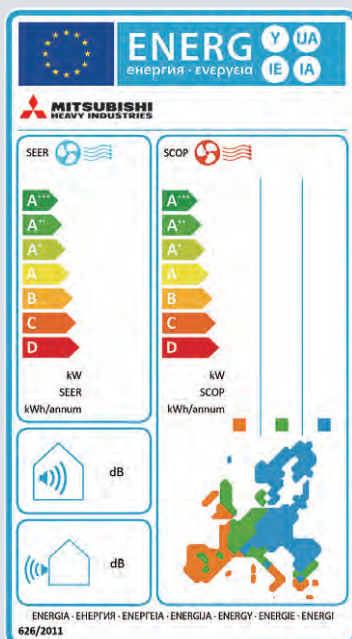 ENERG Y IJA
енергия · ενεργεια IE IA
MITSUBISHI
HEAVY INDUSTRIES
SEER SCOP
A+++ A+++
A++ A++
A+ A+
A A
B B
C C
D D
kW kW
SEER SCOP
kWh/annum kWh/annum
dB
dB
ENERGIA · ЕНЕРГИЯ · ΕΝΕΡΓΕΙΑ · ENERGIJA · ENERGY · ENERGIE · ENERGI
626/2011